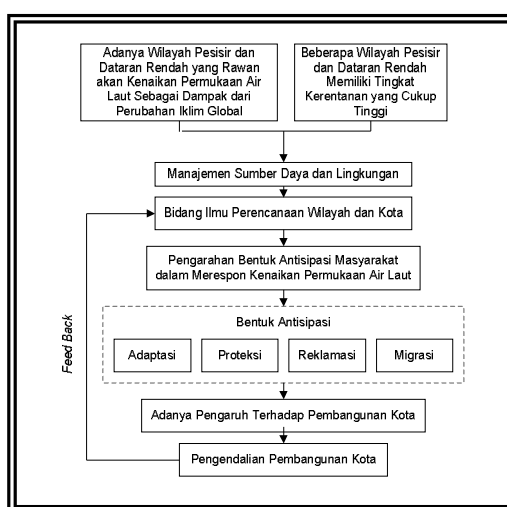 Adanya Wilayah Pesisir dan
Dataran Rendah yang Rawan
akan Kenaikan Permukaan Air
Laut Sebagai Dampak dari
Perubahan Iklim Global
Beberapa Wilayah Pesisir
dan Dataran Rendah
Memiliki Tingkat
Kerentanan yang Cukup
Tinggi
Manajemen Sumber Daya dan Lingkungan
Bidang Ilmu Perencanaan Wilayah dan Kota
Pengarahan Bentuk Antisipasi Masyarakat
dalam Merespon Kenaikan Permukaan Air Laut
Feed Back
Bentuk Antisipasi
Adaptasi
Proteksi
Reklamasi
Migrasi
Adanya Pengaruh Terhadap Pembangunan Kota
Pengendalian Pembangunan Kota